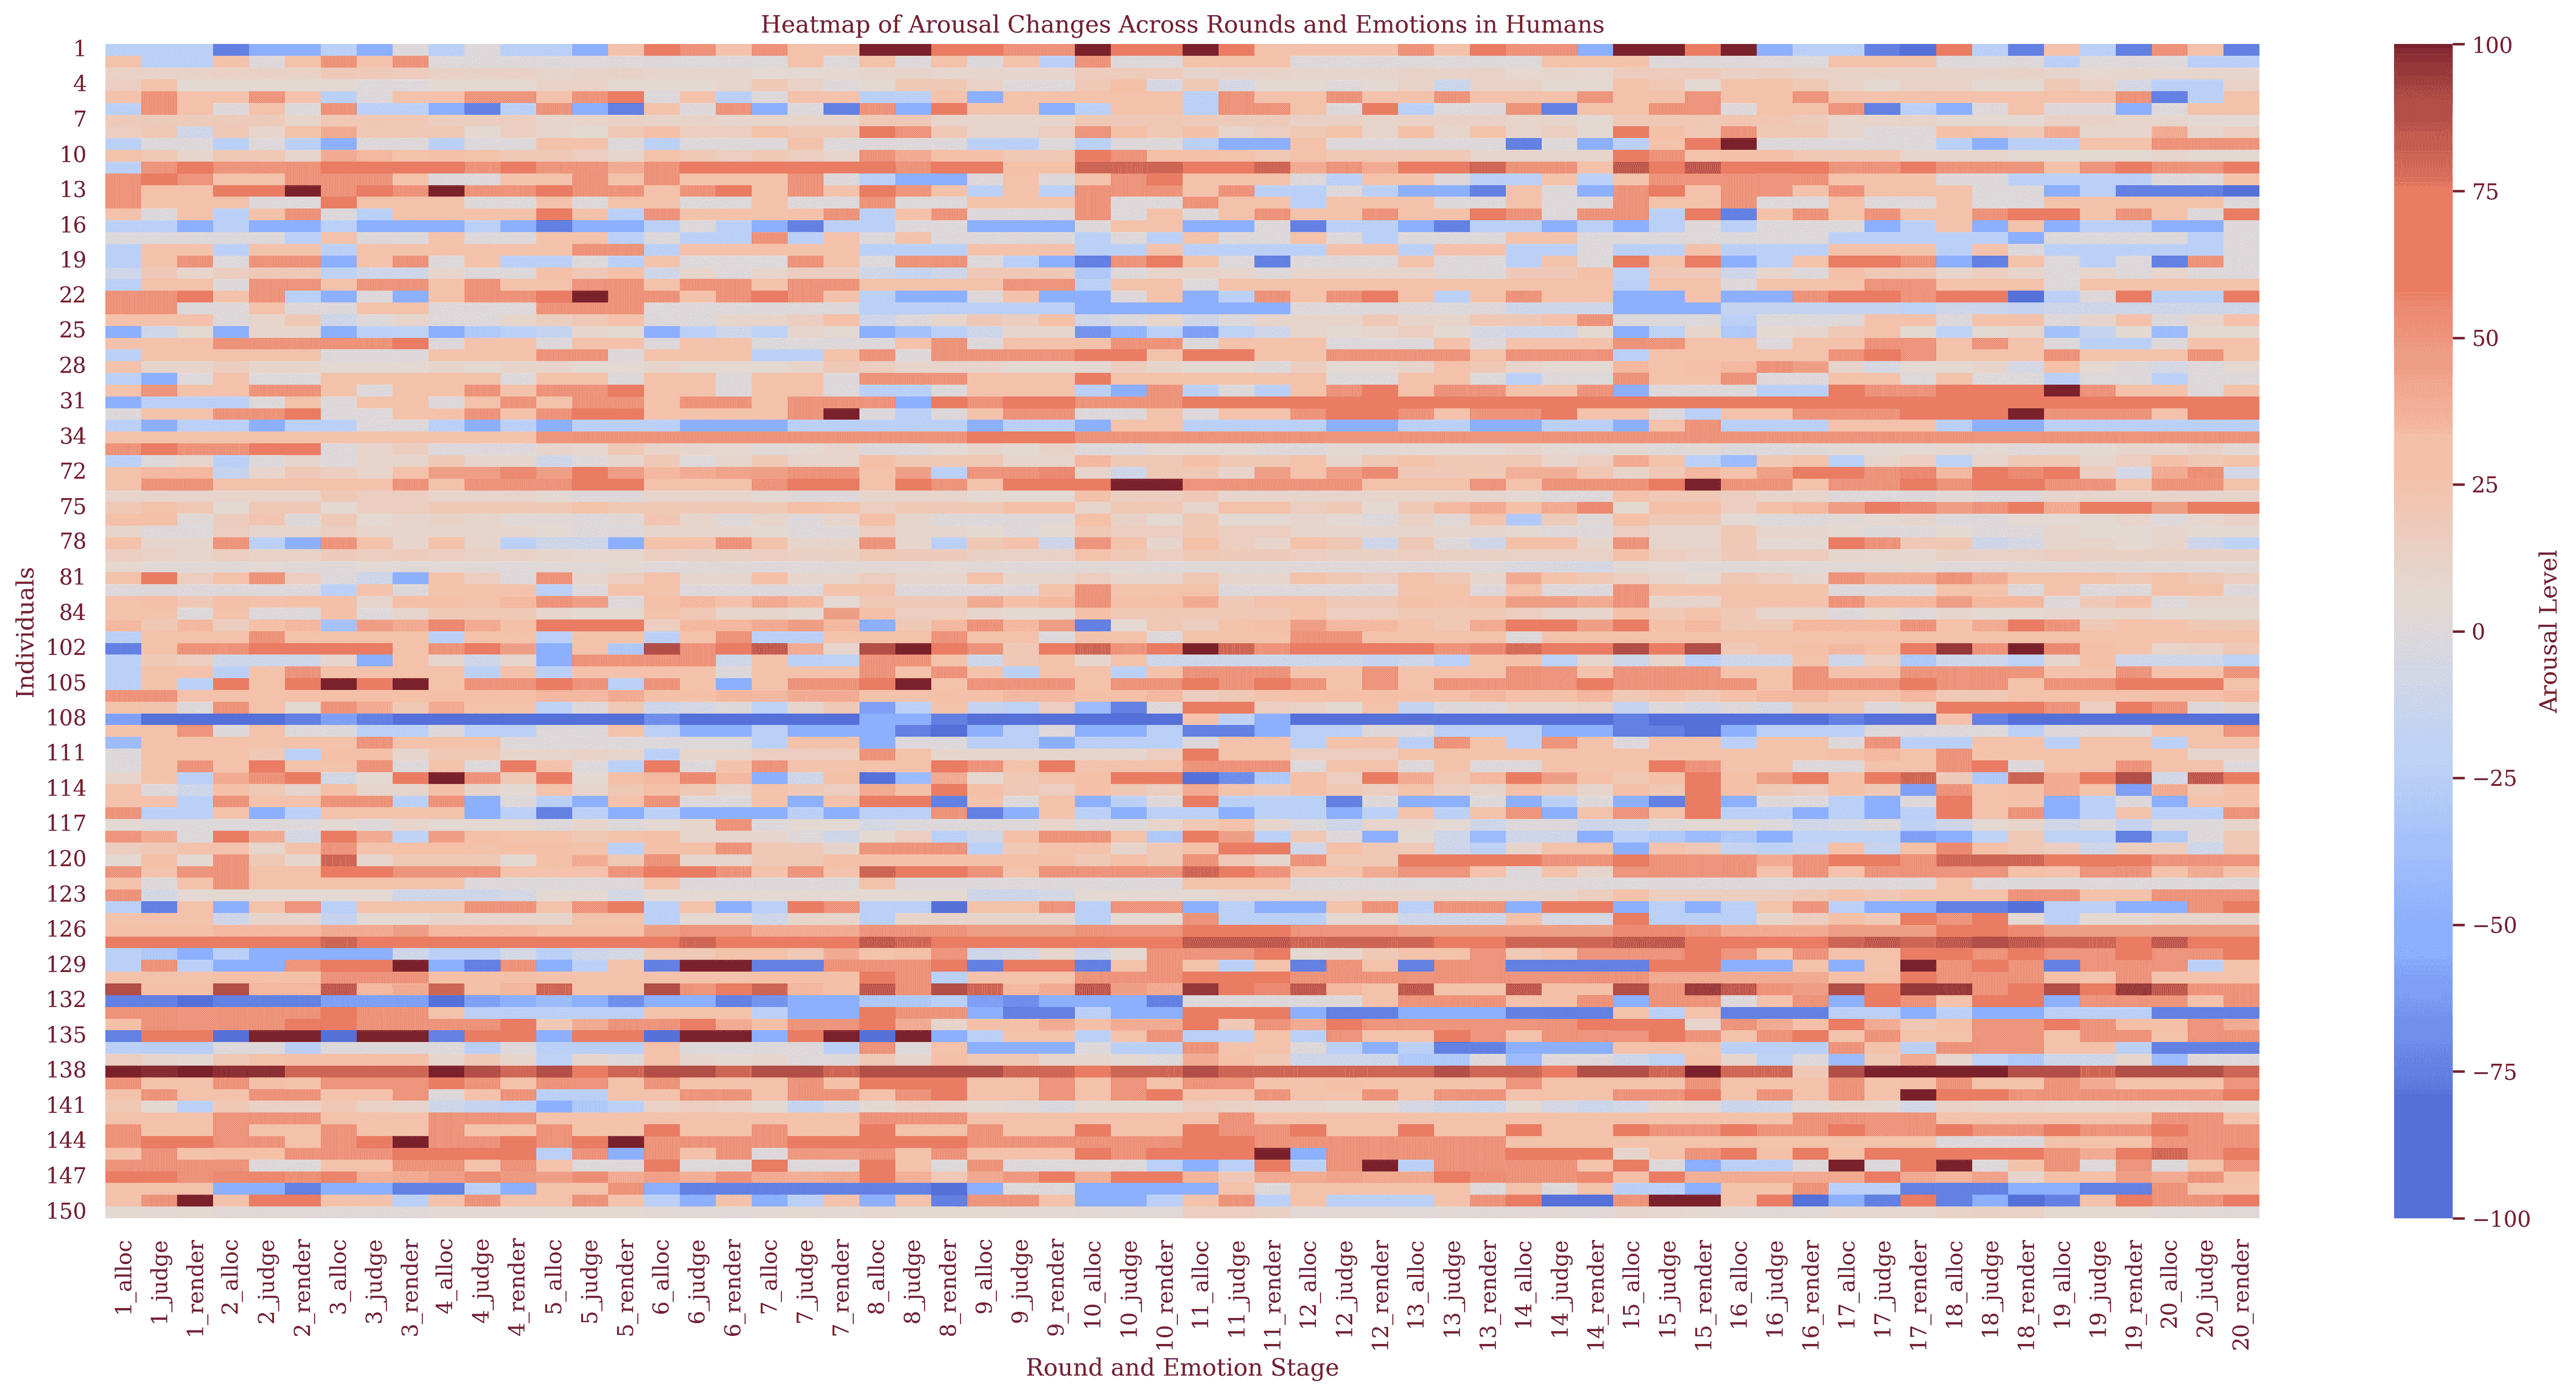 Heatmap of Arousal Changes Across Rounds and Emotions in Humans
Individuals
1
4
7
10
13
16
19
22
25
28
31
34
72
75
78
81
84
102
105
108
111
114
117
120
123
126
129
132
135
138
141
144
147
150
1_alloc
1_judge
1_render
2_alloc
2_judge
2_render
3_alloc
3_judge
3_render
4_alloc
4_judge
4_render
5_alloc
5_judge
5_render
6_alloc
6_judge
6_render
7_alloc
7_judge
7_render
8_alloc
8_judge
8_render
9_alloc
9_judge
9_render
10_alloc
10_judge
10_render
11_alloc
11_judge
11_render
12_alloc
12_judge
12_render
13_alloc
13_judge
13_render
14_alloc
14_judge
14_render
15_alloc
15_judge
15_render
16_alloc
16_judge
16_render
17_alloc
17_judge
17_render
18_alloc
18_judge
18_render
19_alloc
19_judge
19_render
20_alloc
20_judge
20_render
Round and Emotion Stage
100
75
50
25
0
−25
−50
−75
−100
Arousal Level